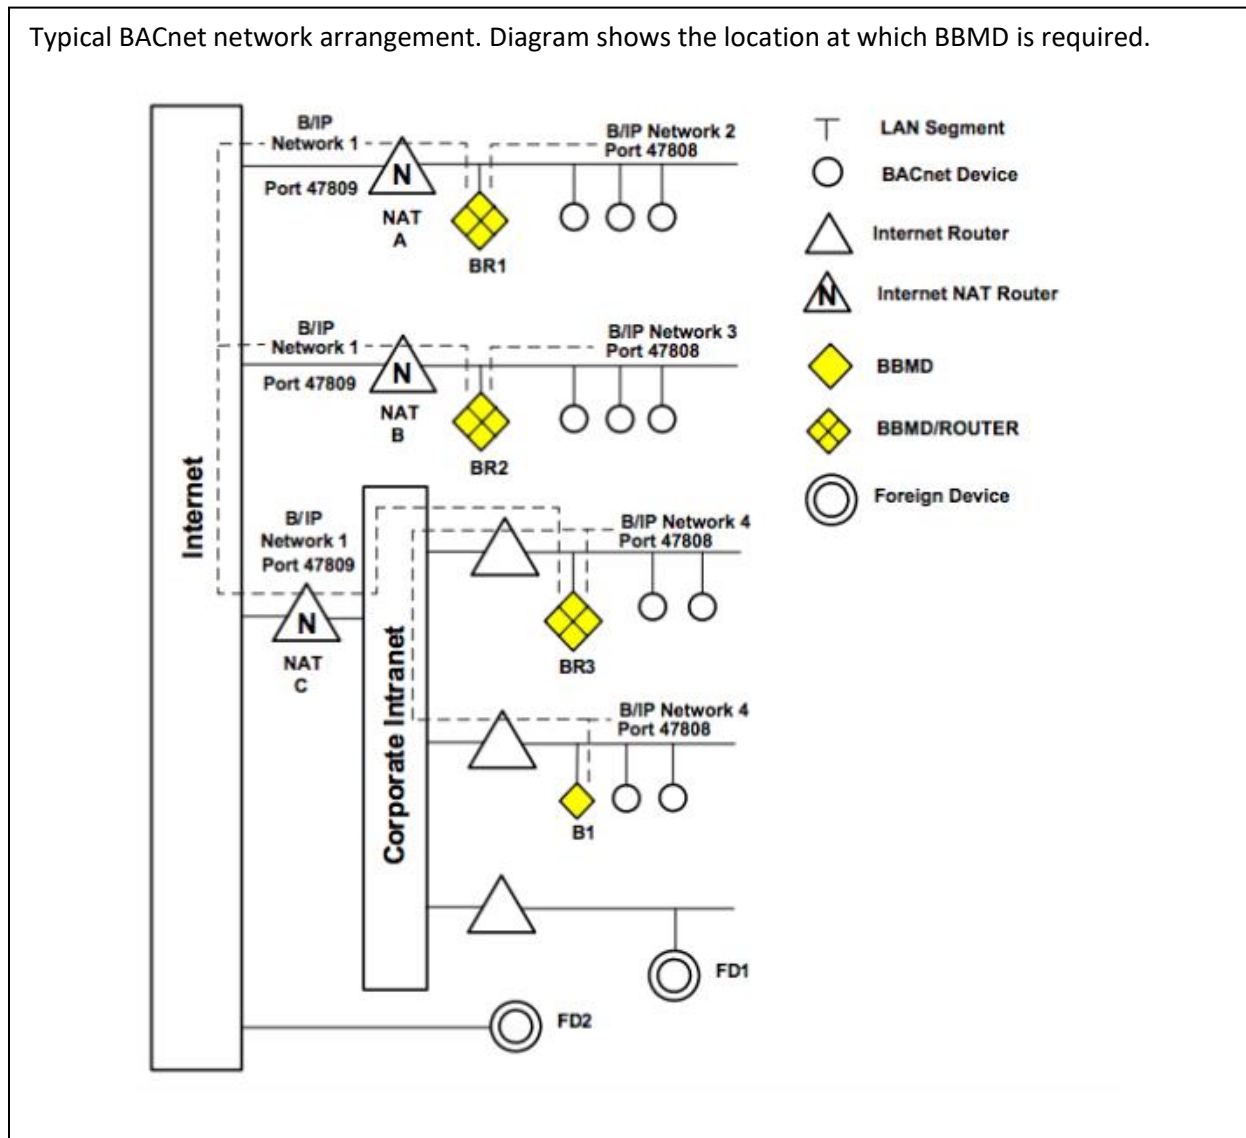 Typical BACnet network arrangement. Diagram shows the location at which BBMD is required.
B/IP
Network 1
Port 47809
N
NAT
A
BR1
B/IP Network 2
Port 47808
B/IP
Network 1
Port 47809
N
NAT
B
BR2
B/IP Network 3
Port 47808
Internet
B/IP
Network 1
Port 47809
N
NAT
C
Corporate Intranet
B/IP Network 4
Port 47808
BR3
B/IP Network 4
Port 47808
B1
FD1
FD2
LAN Segment
BACnet Device
Internet Router
N
Internet NAT Router
BBMD
BBMD/ROUTER
Foreign Device